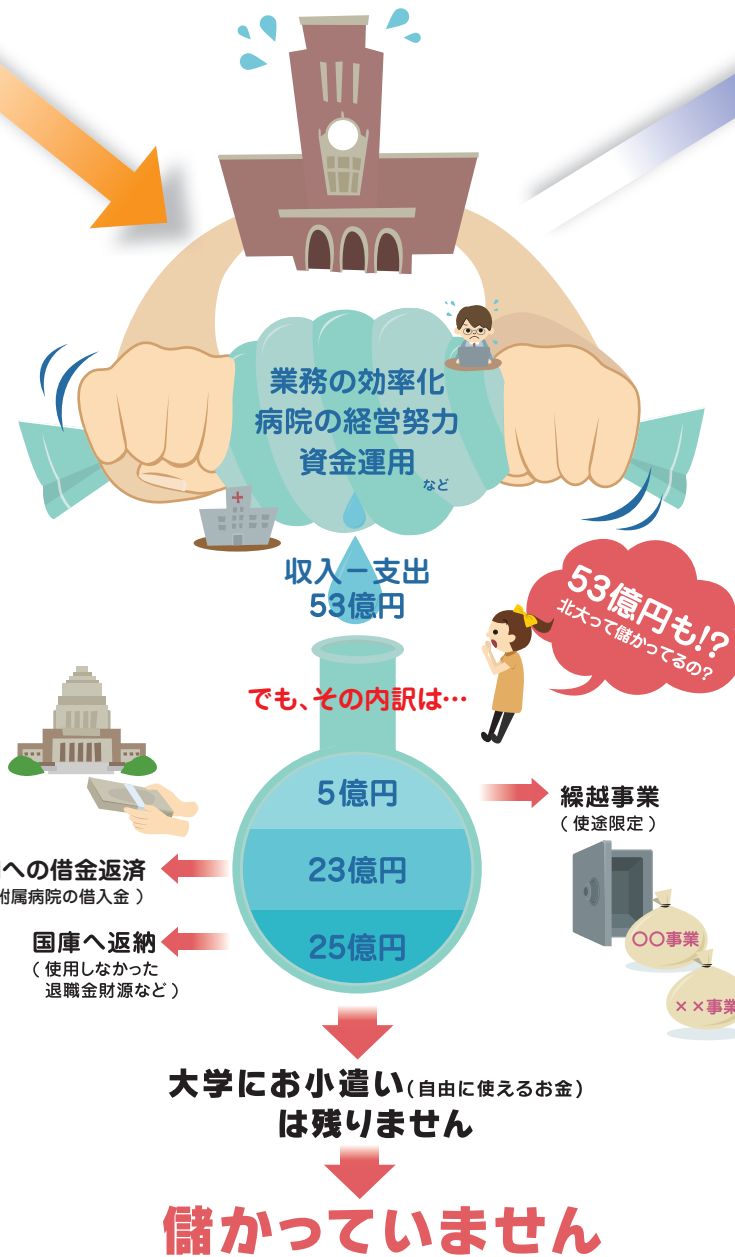 業務の効率化
病院の経営努力
資金運用
など
収入－支出
53億円
53億円も!?
北大って儲かってるの?
でも、その内訳は…
5億円
繰越事業
（ 使途限定 ）
23億円
への借金返済
附属病院の借入金 ）
〇〇事業
25億円
国庫へ返納
（ 使用しなかった
退職金財源など ）
××事業
大学にお小遣い（ 自由に使えるお金 ）
は残りません
儲かっていません